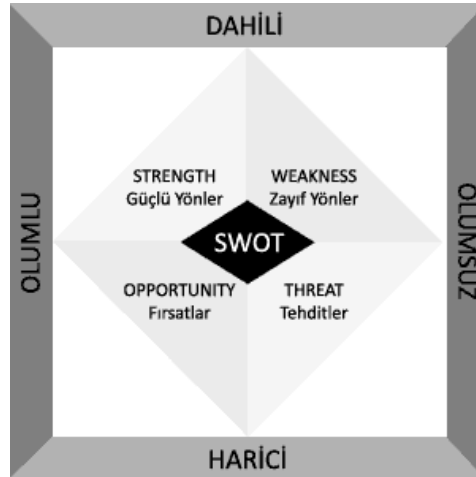 DAHİLİ
STRENGTH
Güçlü Yönler
WEAKNESS
Zayıf Yönler
OLUMLU
SWOT
OLUMSUZ
OPPORTUNITY
Fırsatlar
THREAT
Tehditler
HARİCİ